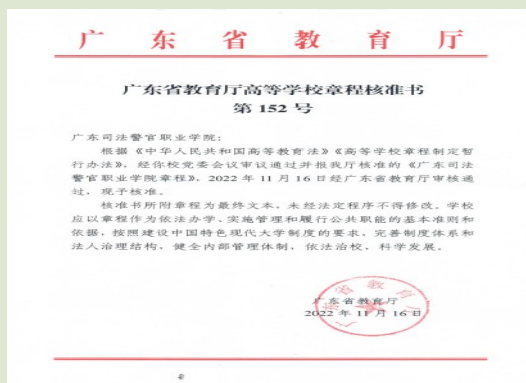 广东省教育厅
广东省教育厅高等学校章程核准书
第 152 号
广东司法警官职业学院:
根据《中华人民共和国高等教育法》《高等学校章程制定暂
行办法》，经你校党委会议审议通过并报我厅核准的《广东司法
警官职业学院章程》，2022 年 11 月 16 日经广东省教育厅审核通
过，现予核准。
核准书所附章程为最终文本，未经法定程序不得修改。学校
应以章程作为依法办学、实施管理和履行公共职能的基本准则和
依据，按照建设中国特色现代大学制度的要求，完善制度体系和
法人治理结构，健全内部管理体制，依法治校，科学发展。
广东省教育厅
2022 年 11 月 16 日
广东省教育厅